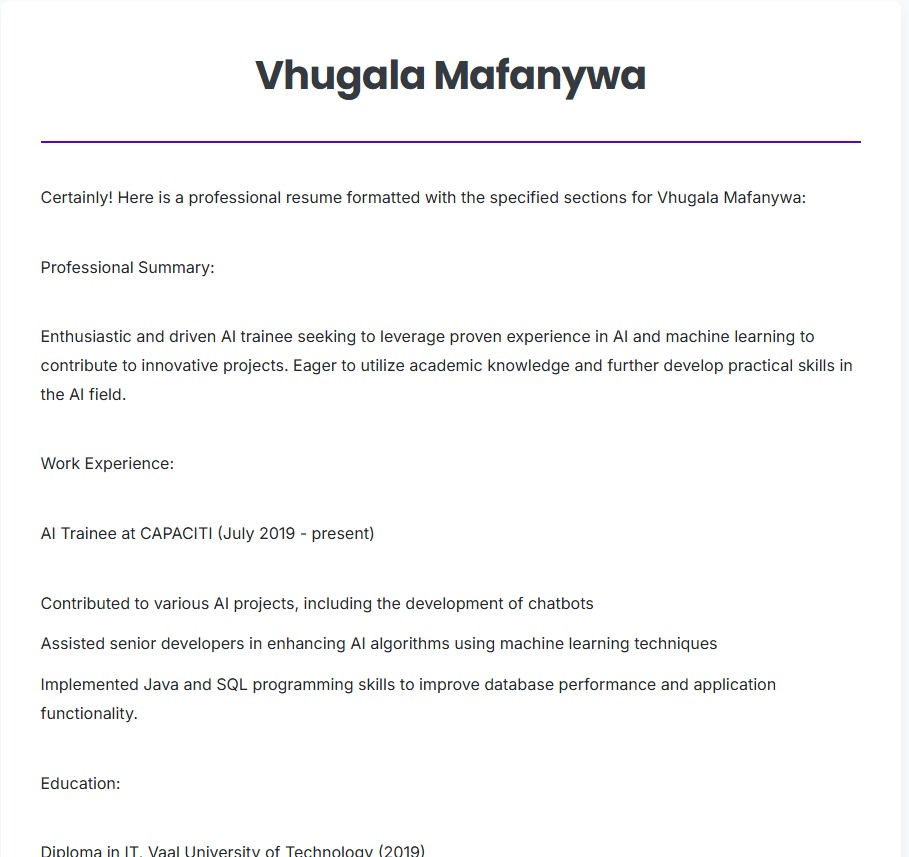 Vhugala Mafanywa
Certainly! Here is a professional resume formatted with the specified sections for Vhugala Mafanywa:
Professional Summary:
Enthusiastic and driven AI trainee seeking to leverage proven experience in AI and machine learning to
contribute to innovative projects. Eager to utilize academic knowledge and further develop practical skills in
the AI field.
Work Experience:
AI Trainee at CAPACITI (July 2019 - present)
Contributed to various AI projects, including the development of chatbots
Assisted senior developers in enhancing AI algorithms using machine learning techniques
Implemented Java and SQL programming skills to improve database performance and application
functionality.
Education:
Diploma in IT, Vaal University of Technology (2019)